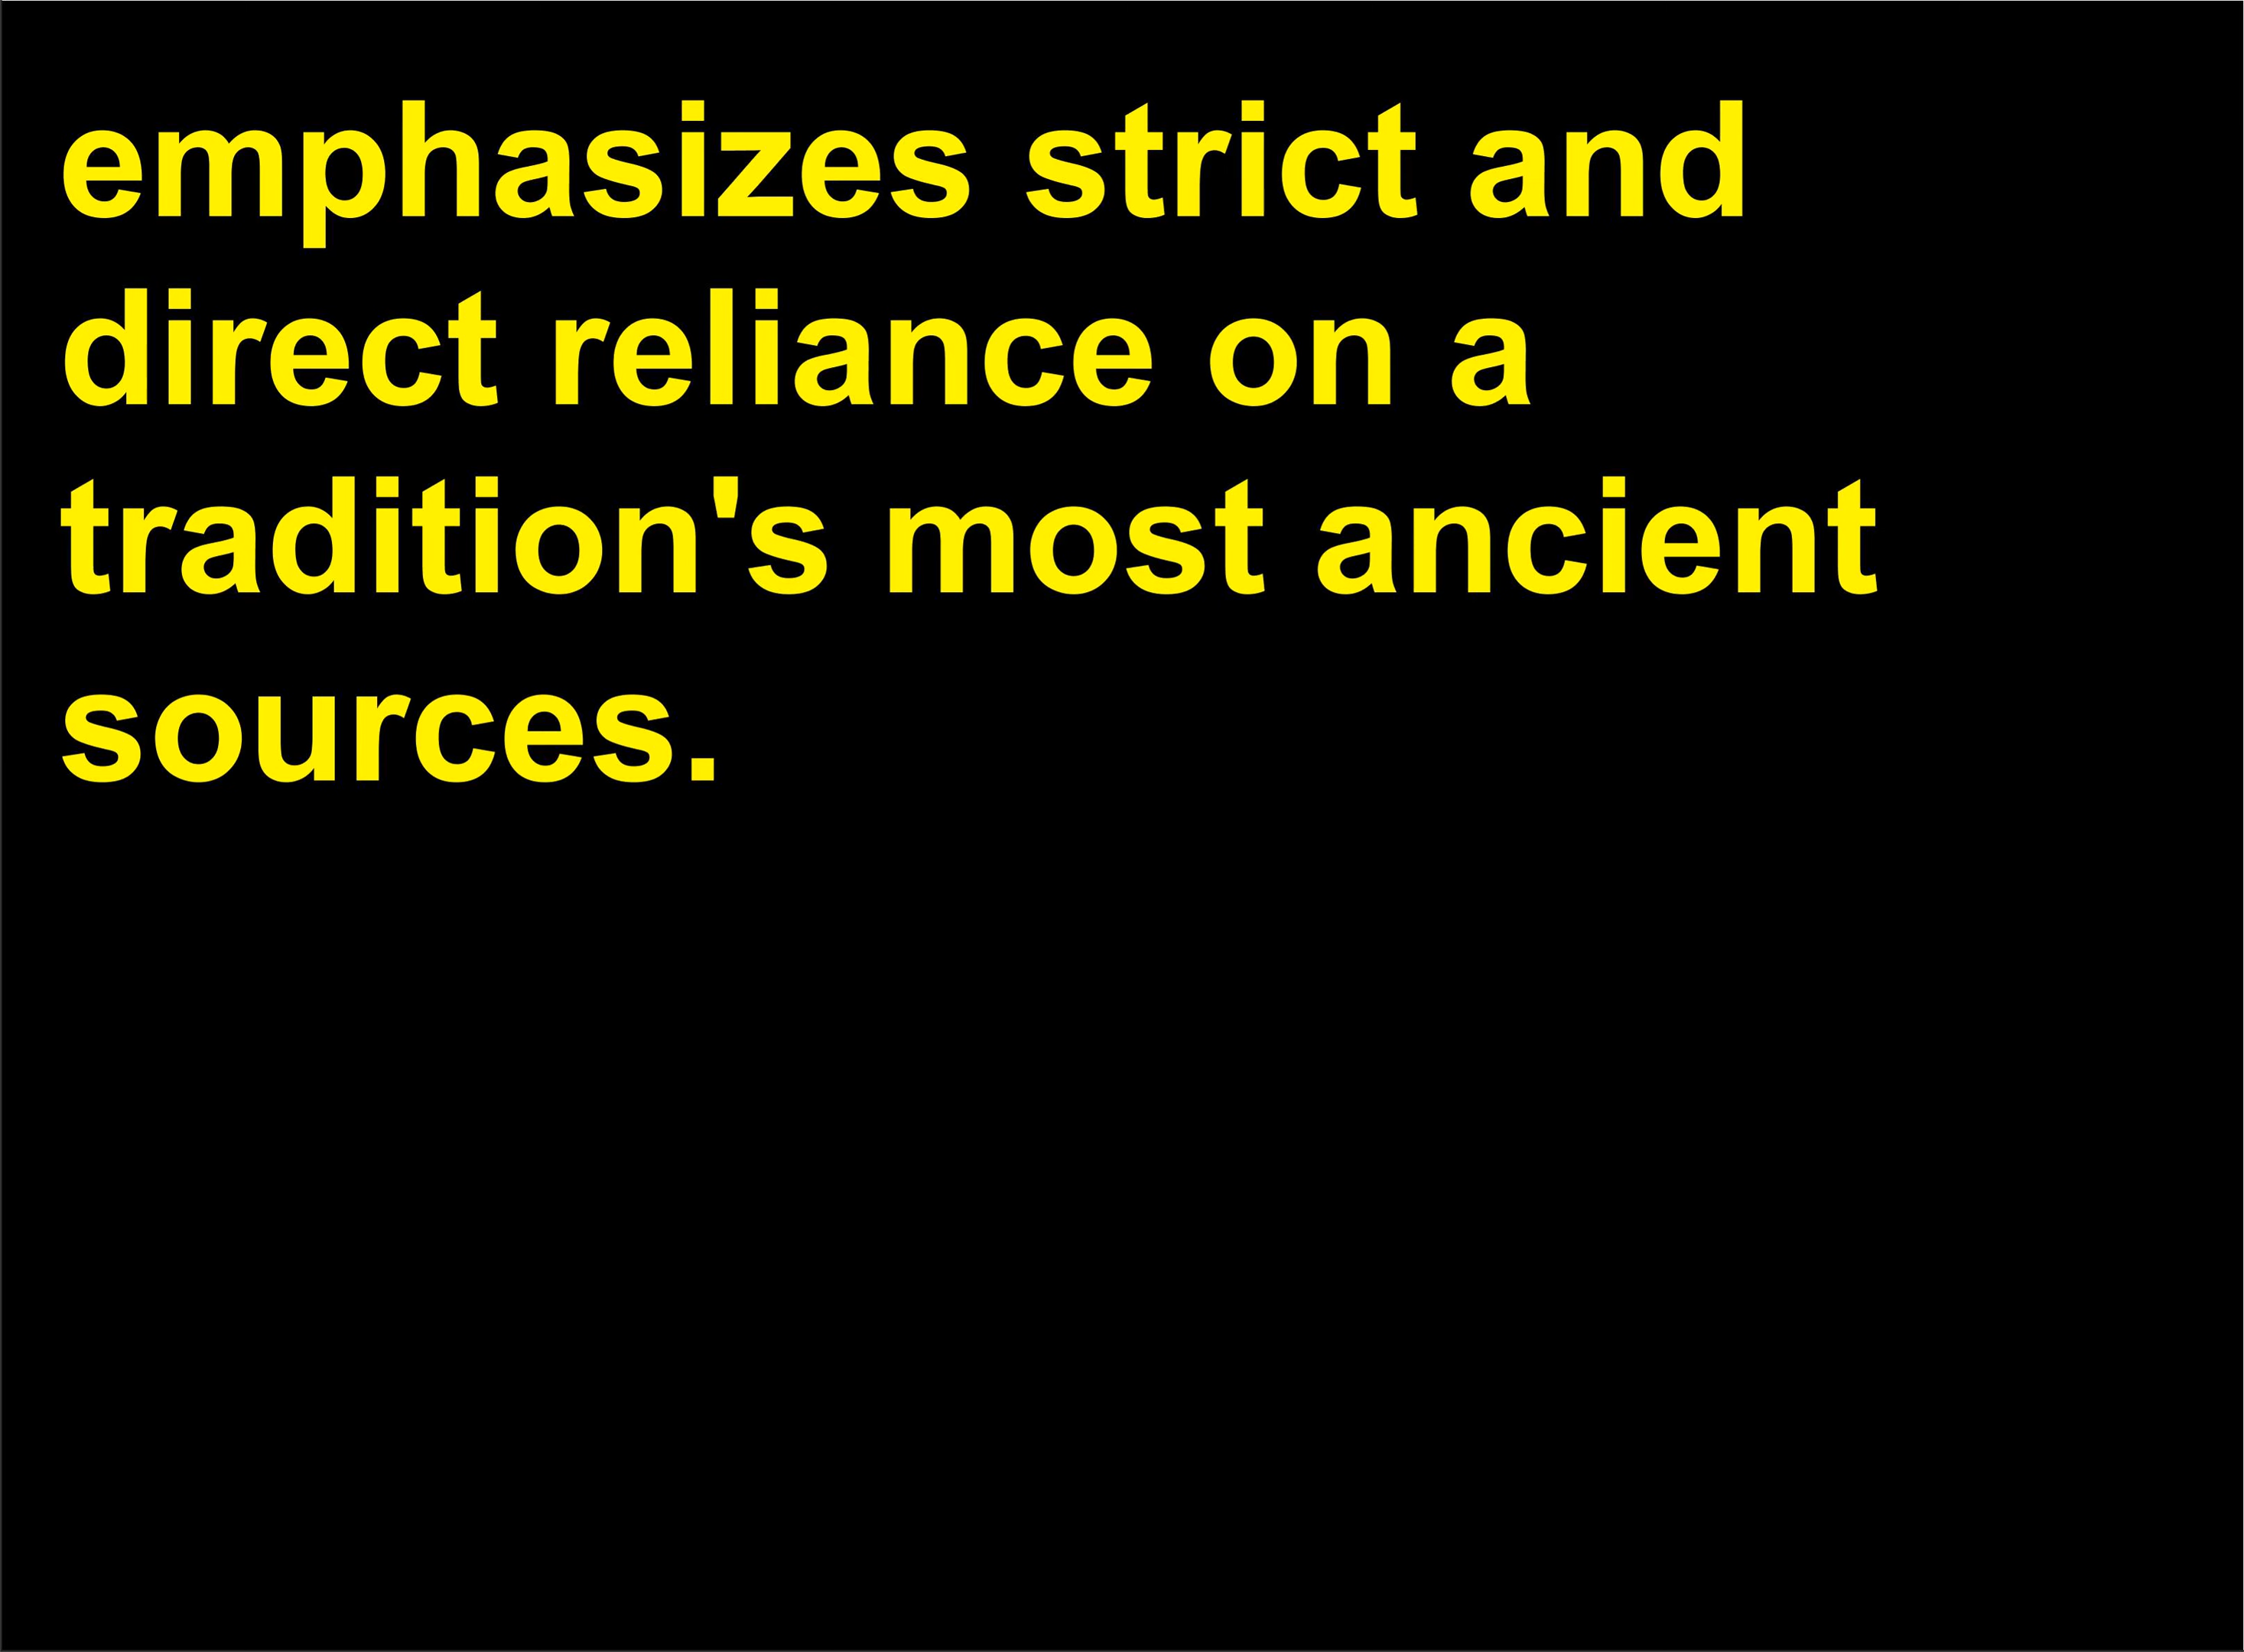 emphasizes strict and
direct reliance on a
tradition's most ancient
sources.